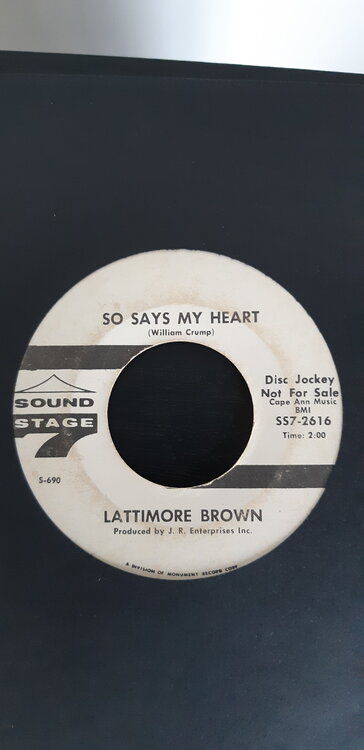 SO SAYS MY HEART
(William Crump)
Disc Jockey
Not For Sale
Cape Ann Music
BMI
SS7-2616
Time: 2:00
SOUND
STAGE
7
S-690
LATTIMORE BROWN
Produced by J. R. Enterprises Inc.
A DIVISION OF MONUMENT RECORD CORP.